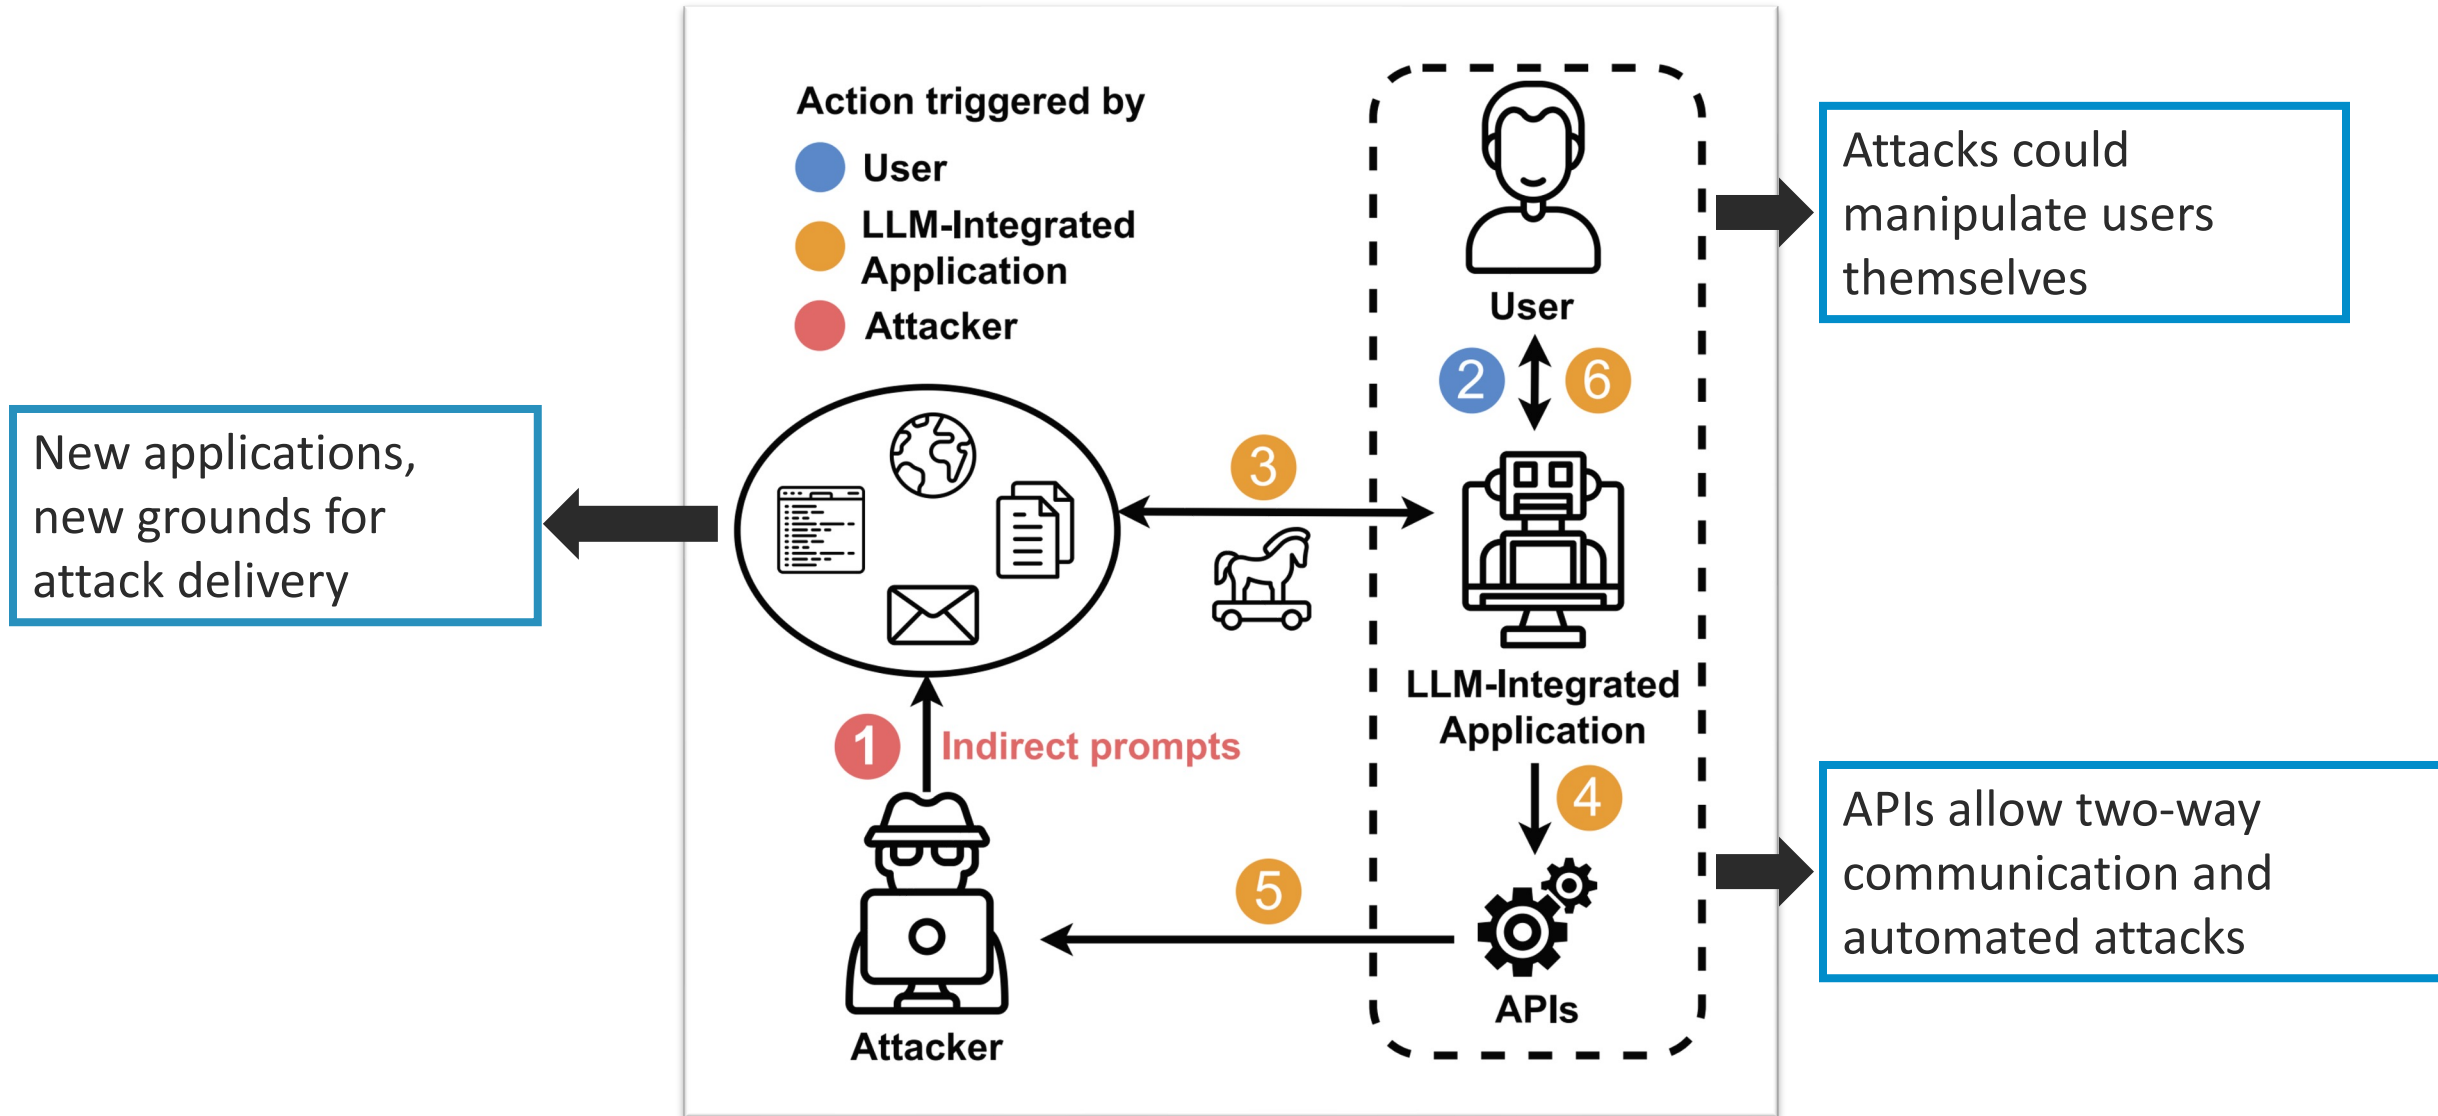 Action triggered by
User
LLM-Integrated
Application
Attacker
New applications,
new grounds for
attack delivery
1
Indirect prompts
Attacker
3
5
User
2
6
LLM-Integrated
Application
4
APIs
Attacks could
manipulate users
themselves
APIs allow two-way
communication and
automated attacks